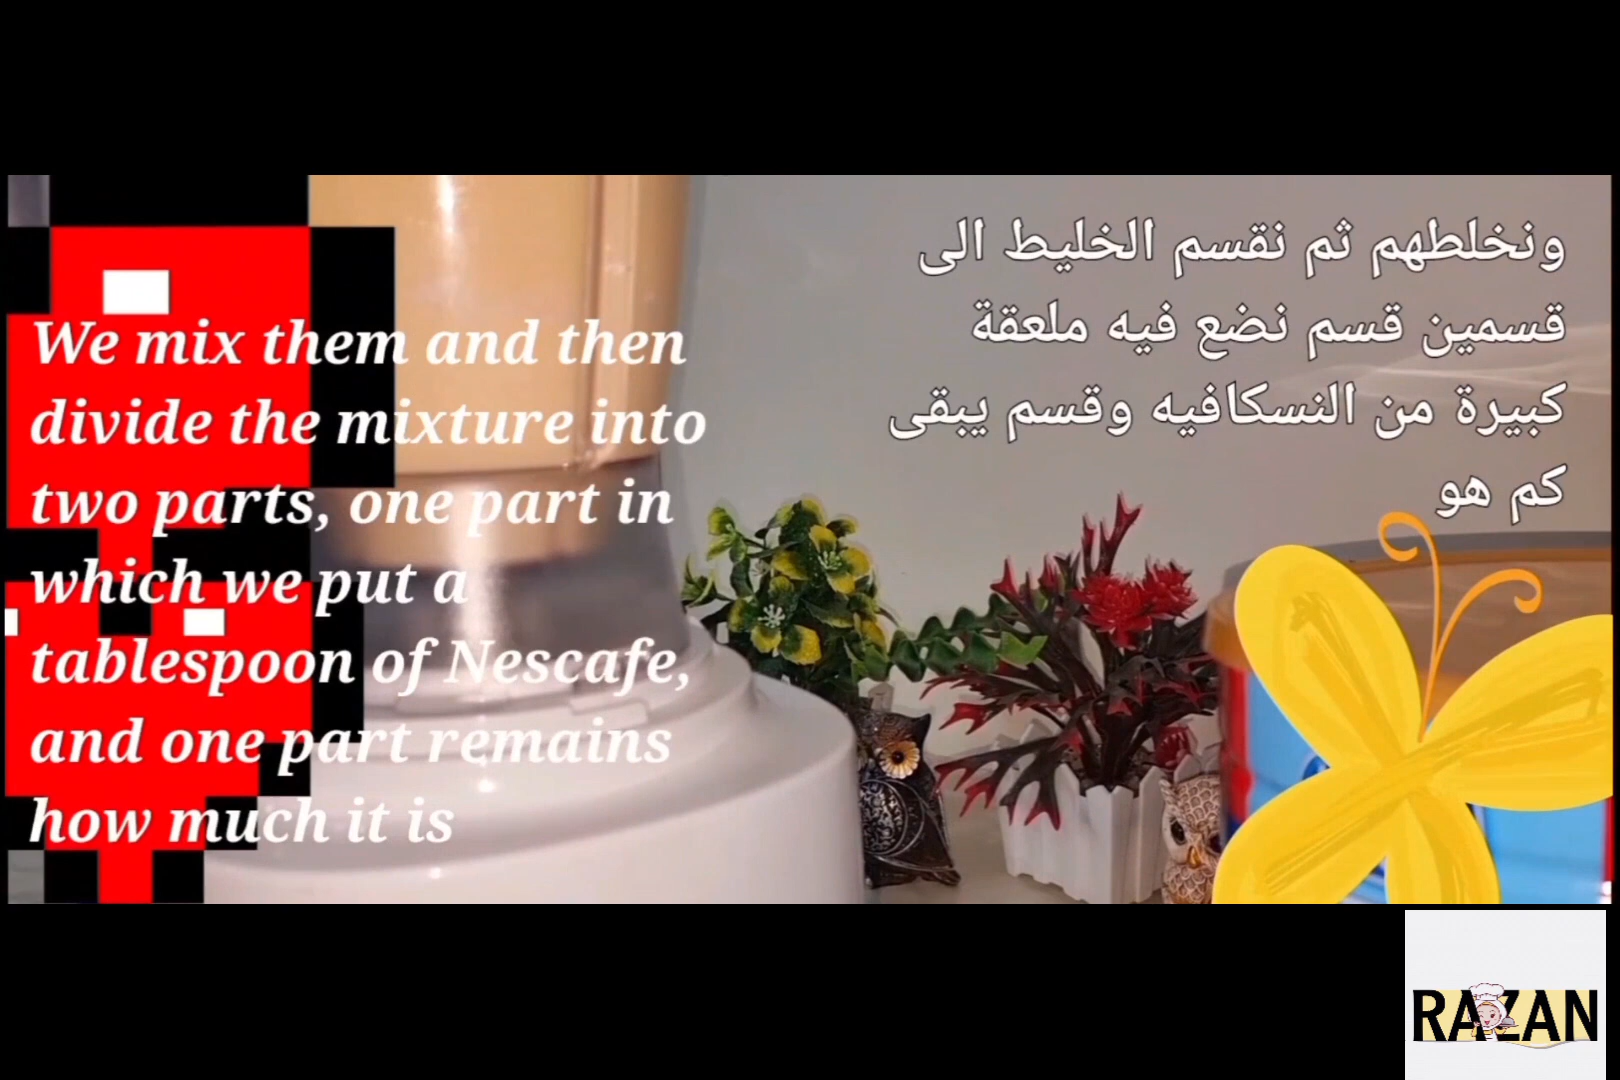 We mix them and then
divide the mixture into
two parts, one part in
which we put a
tablespoon of Nescafe,
and one part remains
how much it is
ونخلطهم ثم نقسم الخليط الى
قسمين قسم نضع فيه ملعقة
كبيرة من النسكافيه وقسم يبقى
كم هو
RAZAN